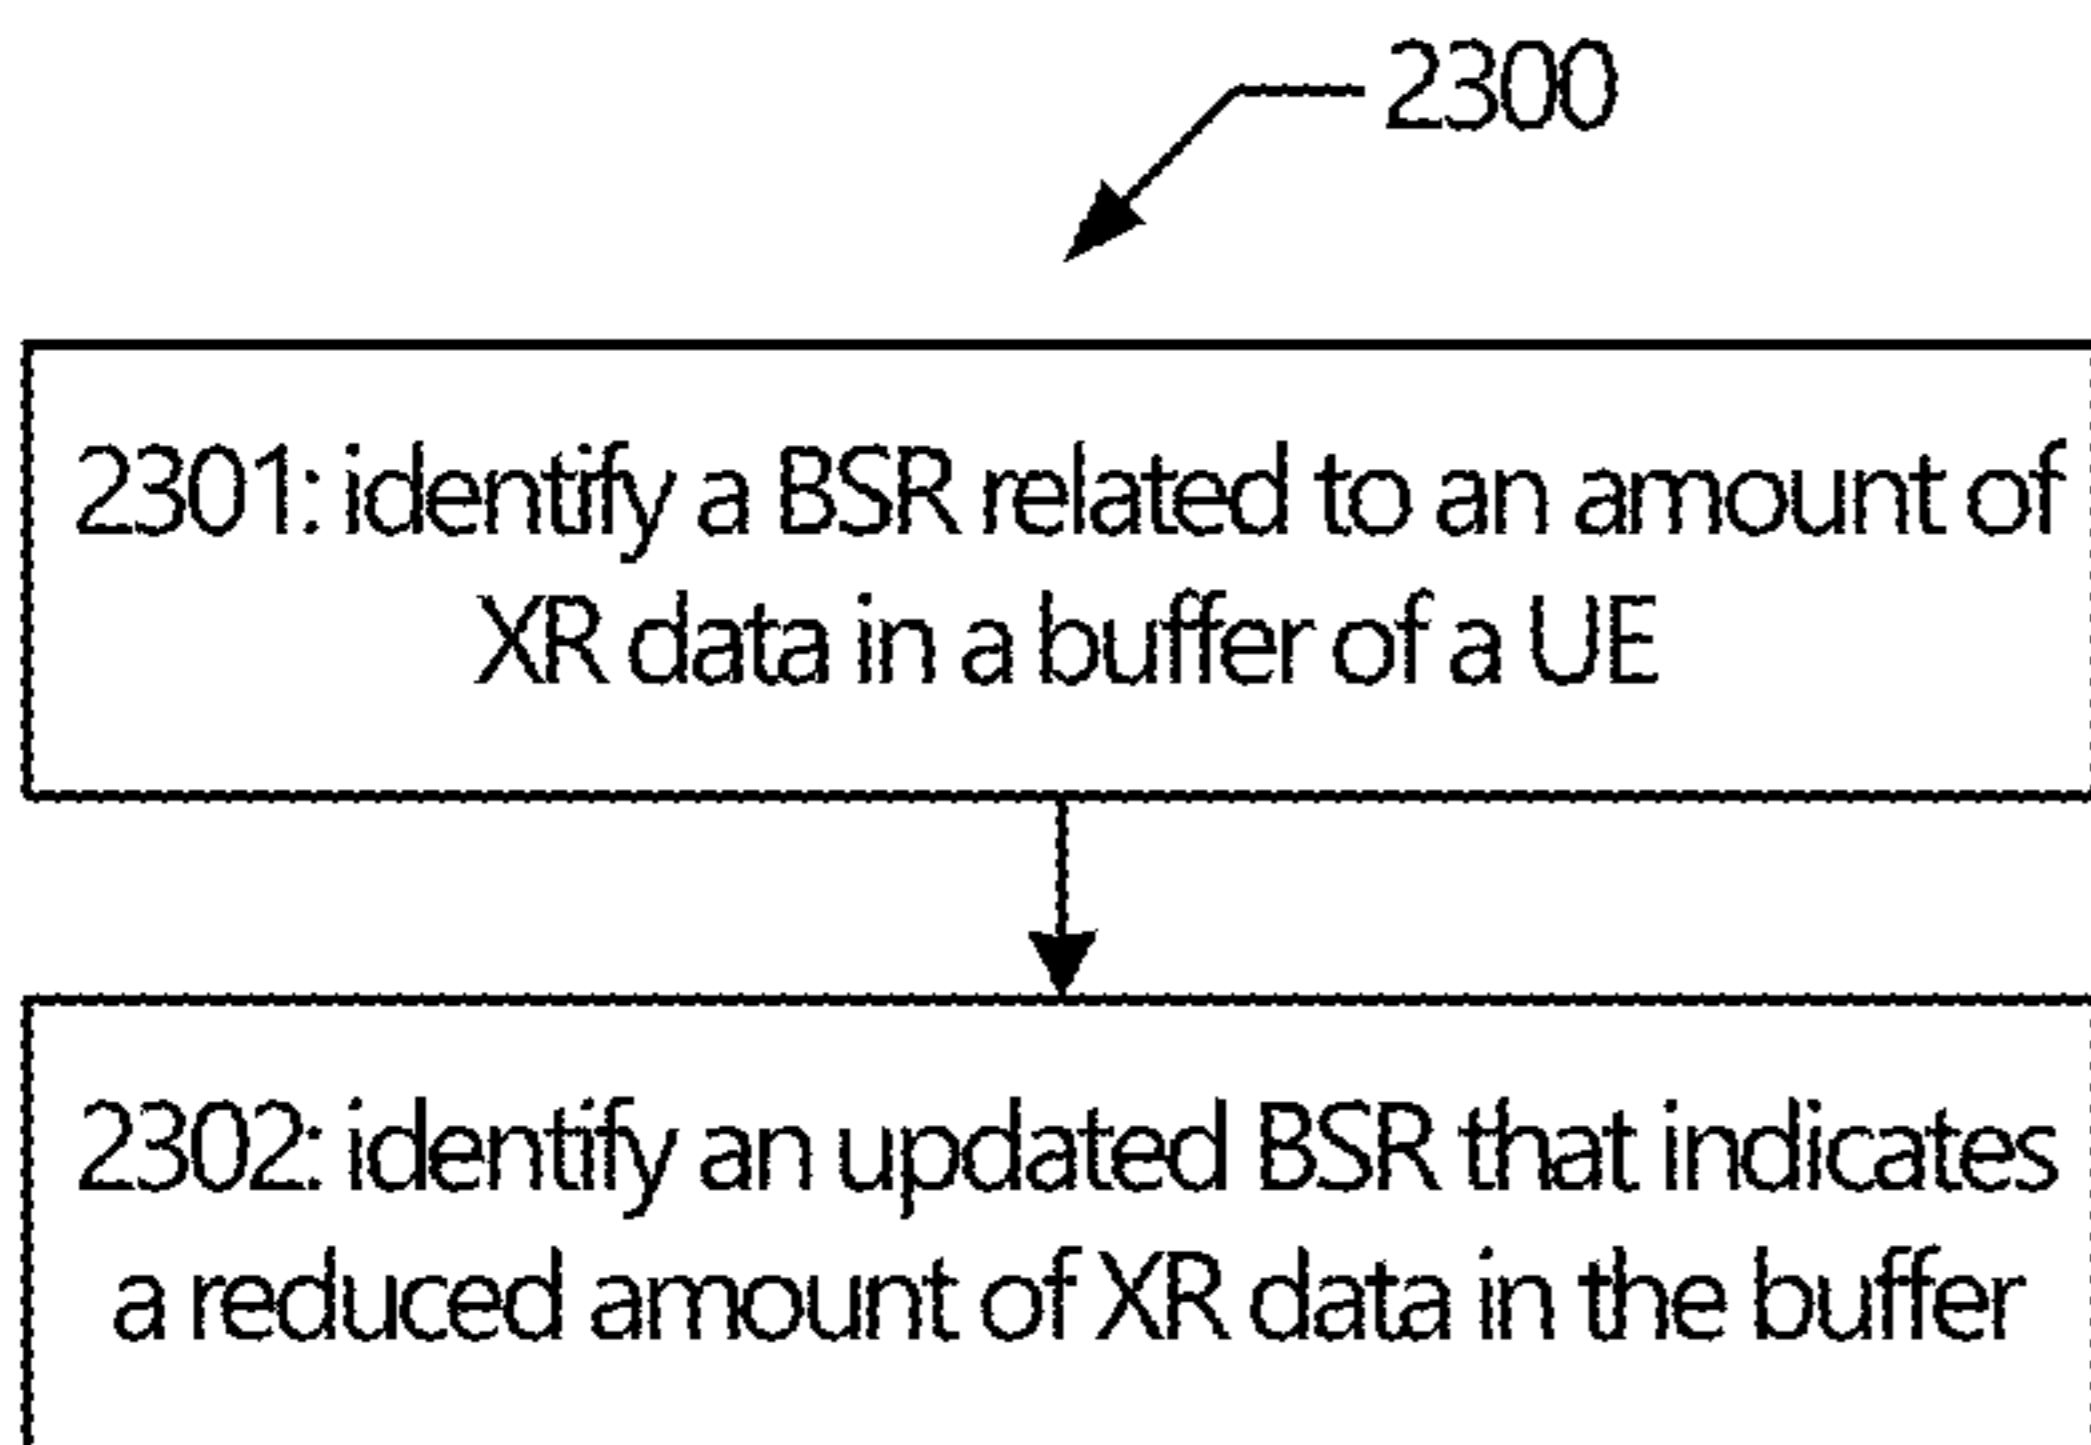 2300
2301: identify a BSR related to an amount of
XR data in a buffer of a UE
2302: identify an updated BSR that indicates
a reduced amount of XR data in the buffer